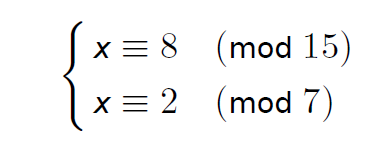 x ≡ 8 (mod 15)
x ≡ 2 (mod 7)